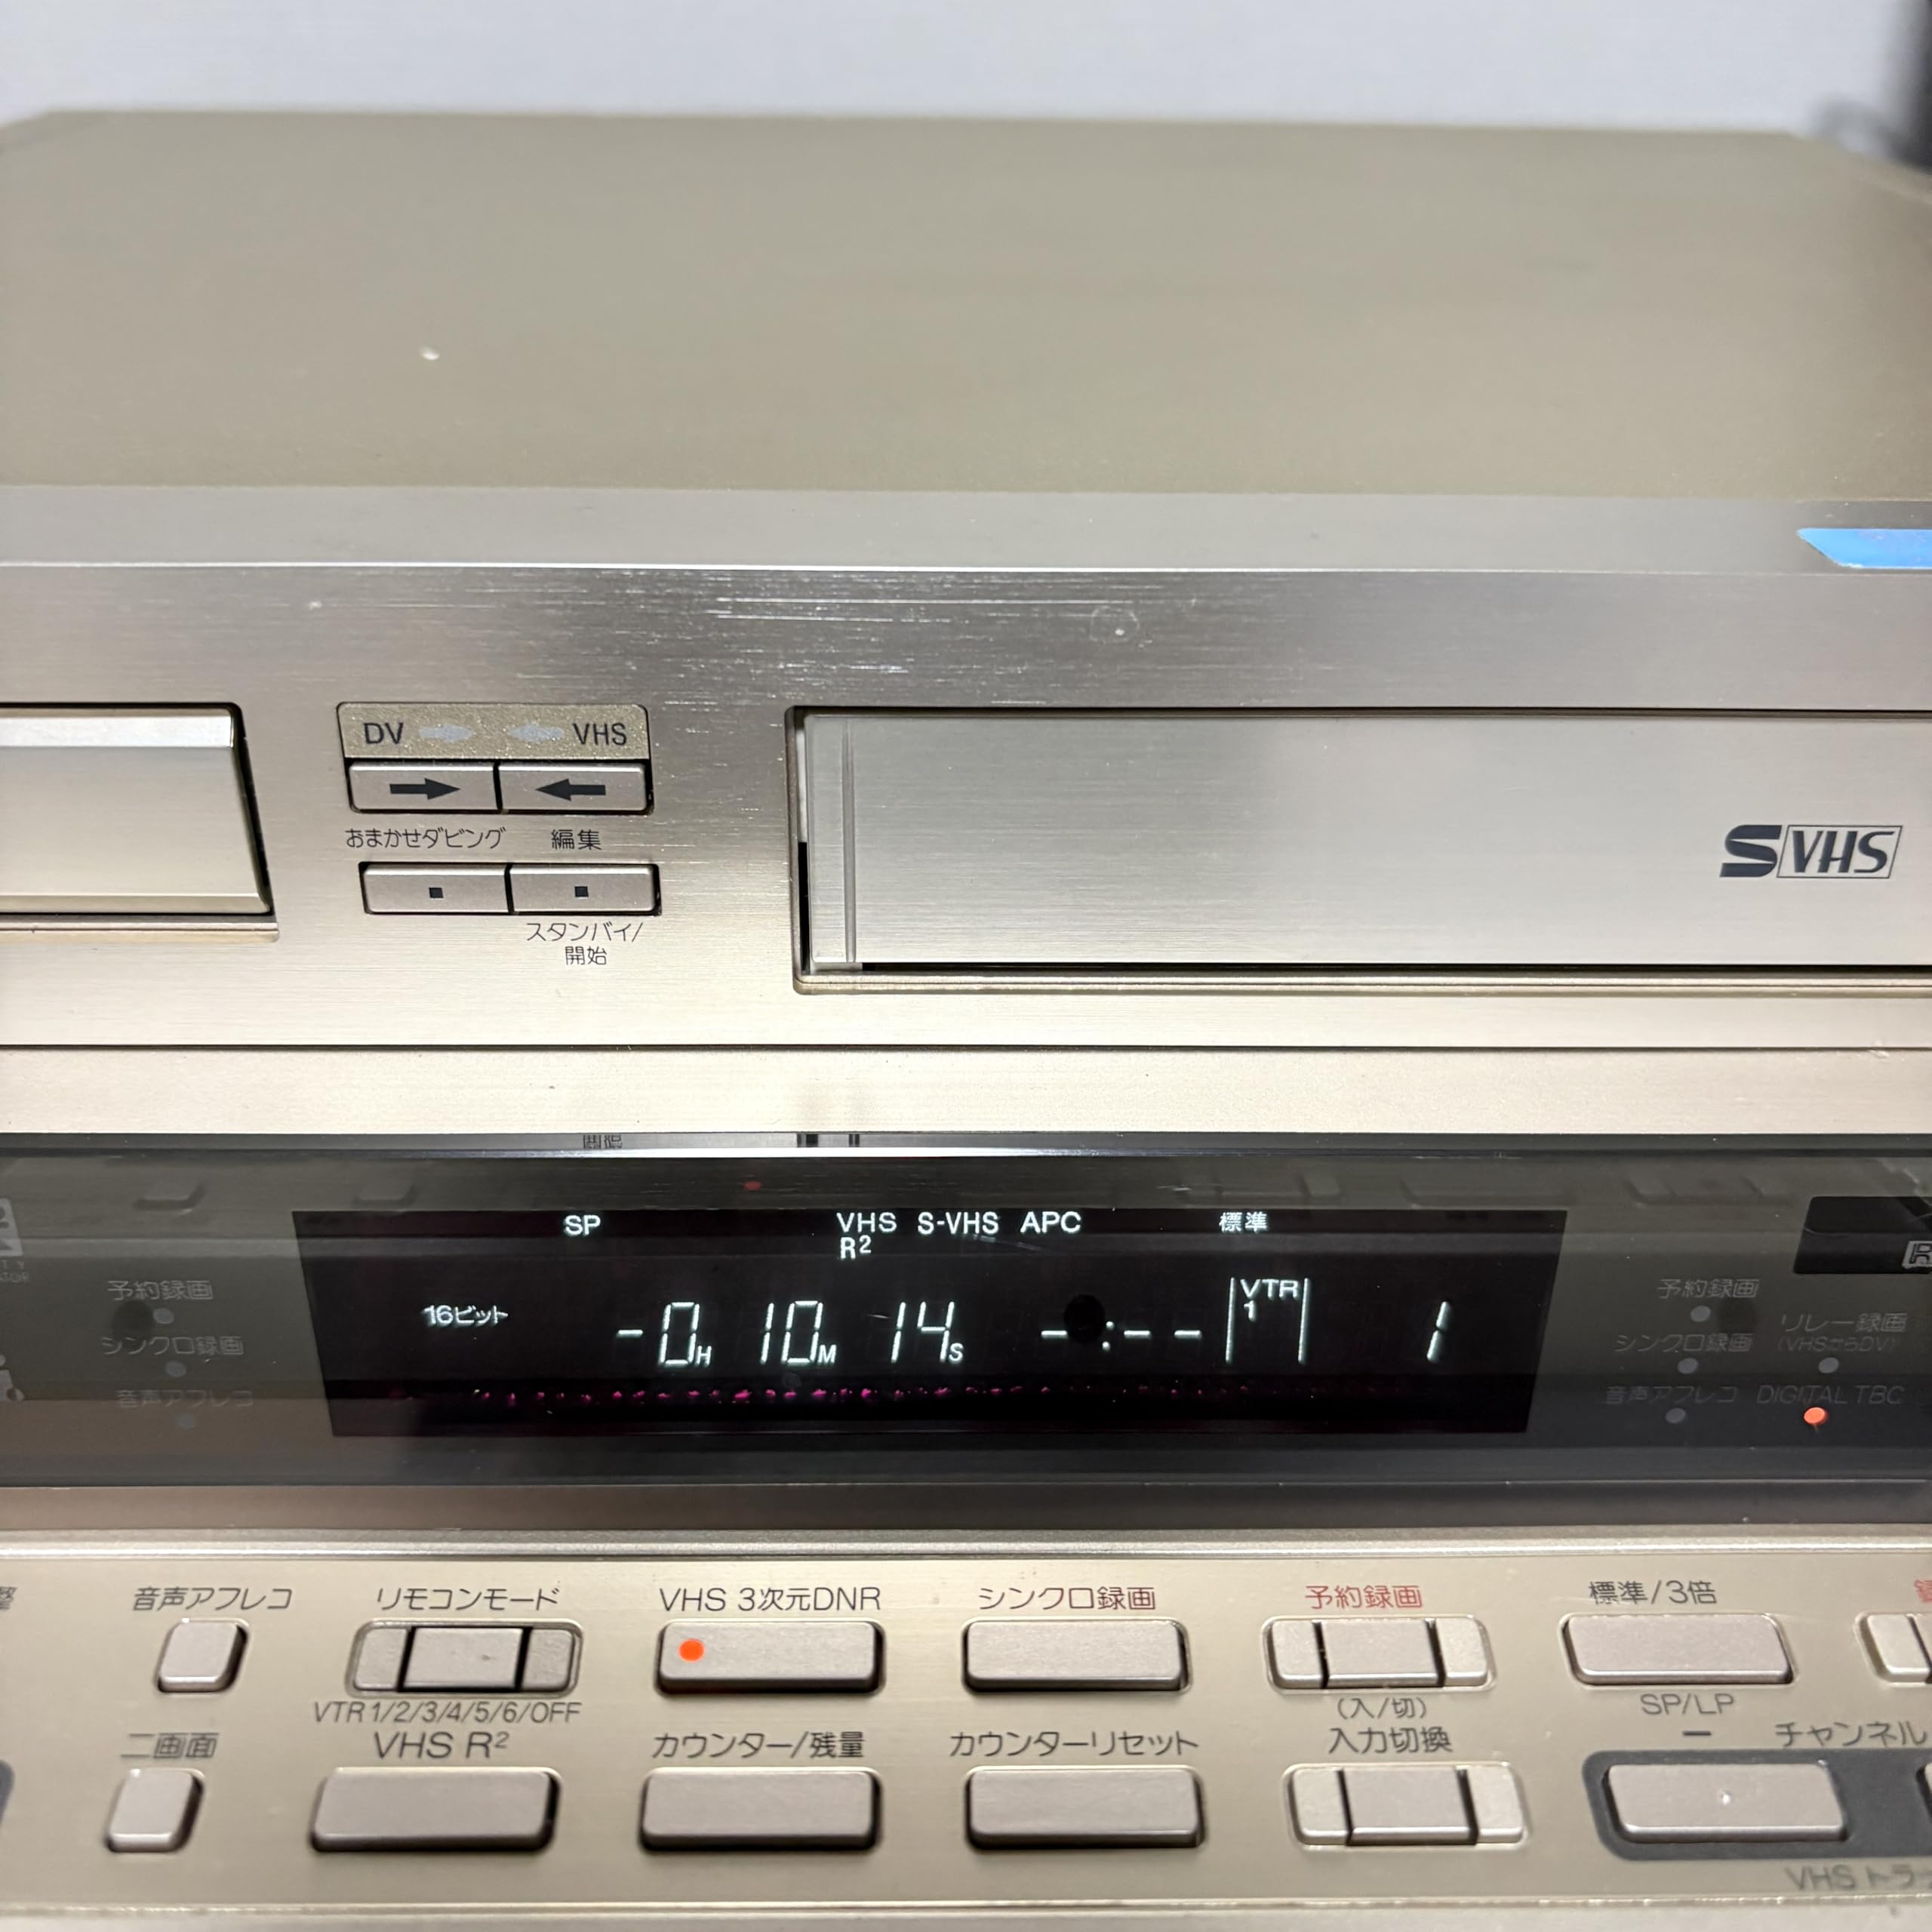 DV VHS
おまかせダビング 編集
スタンバイ/
開始
S VHS
SP VHS S-VHS APC 標準
R²
16ビット -0H 10M 14S --:-- VTR 1 1
予約録画
シンクロ録画
音声アフレコ
予約録画
リレー録画
シンクロ録画 (VHSからDV)
音声アフレコ DIGITAL TBC
音声アフレコ リモコンモード VHS 3次元DNR シンクロ録画 予約録画 標準/3倍
VTR 1/2/3/4/5/6/OFF (入/切) SP/LP
二画面 VHS R² カウンター/残量 カウンターリセット 入力切換 − チャンネル
VHS トラ